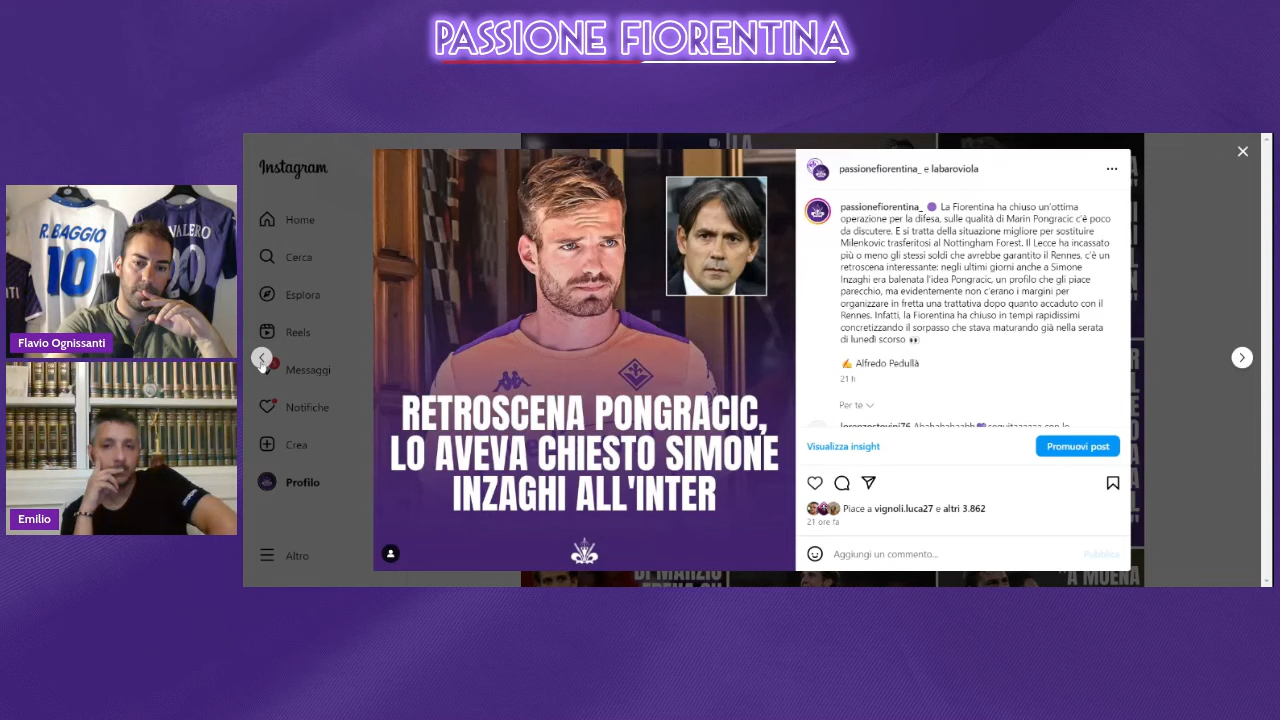 PASSIONE FIORENTINA
R.BAGGIO
10
VALERO
20
Flavio Ognissanti
Emilio
Instagram
Home
Cerca
Esplora
Reels
Messaggi
Notifiche
Crea
Profilo
Altro
RETROSCENA PONGRACIC,
LO AVEVA CHIESTO SIMONE
INZAGHI ALL'INTER
passionefiorentina_ e labaroviola
passionefiorentina_ 🟣 La Fiorentina ha chiuso un'ottima
operazione per la difesa, sulle qualità di Marin Pongracic c'è poco
da discutere. E si tratta della situazione migliore per sostituire
Milenkovic trasferitosi al Nottingham Forest. Il Lecce ha incassato
più o meno gli stessi soldi che avrebbe garantito il Rennes, c'è un
retroscena interessante: negli ultimi giorni anche a Simone
Inzaghi era balenata l'idea Pongracic, un profilo che gli piace
parecchio, ma evidentemente non c'erano i margini per
organizzare in fretta una trattativa dopo quanto accaduto con il
Rennes. Infatti, la Fiorentina ha chiuso in tempi rapidissimi
concretizzando il sorpasso che stava maturando già nella serata
di lunedì scorso 👀
✍️ Alfredo Pedullà
21 h
Per te
Visualizza insight
Promuovi post
Piace a vignoli.luca27 e altri 3.862
21 ore fa
Aggiungi un commento...
Pubblica
DI MARZIO
"A MOENA